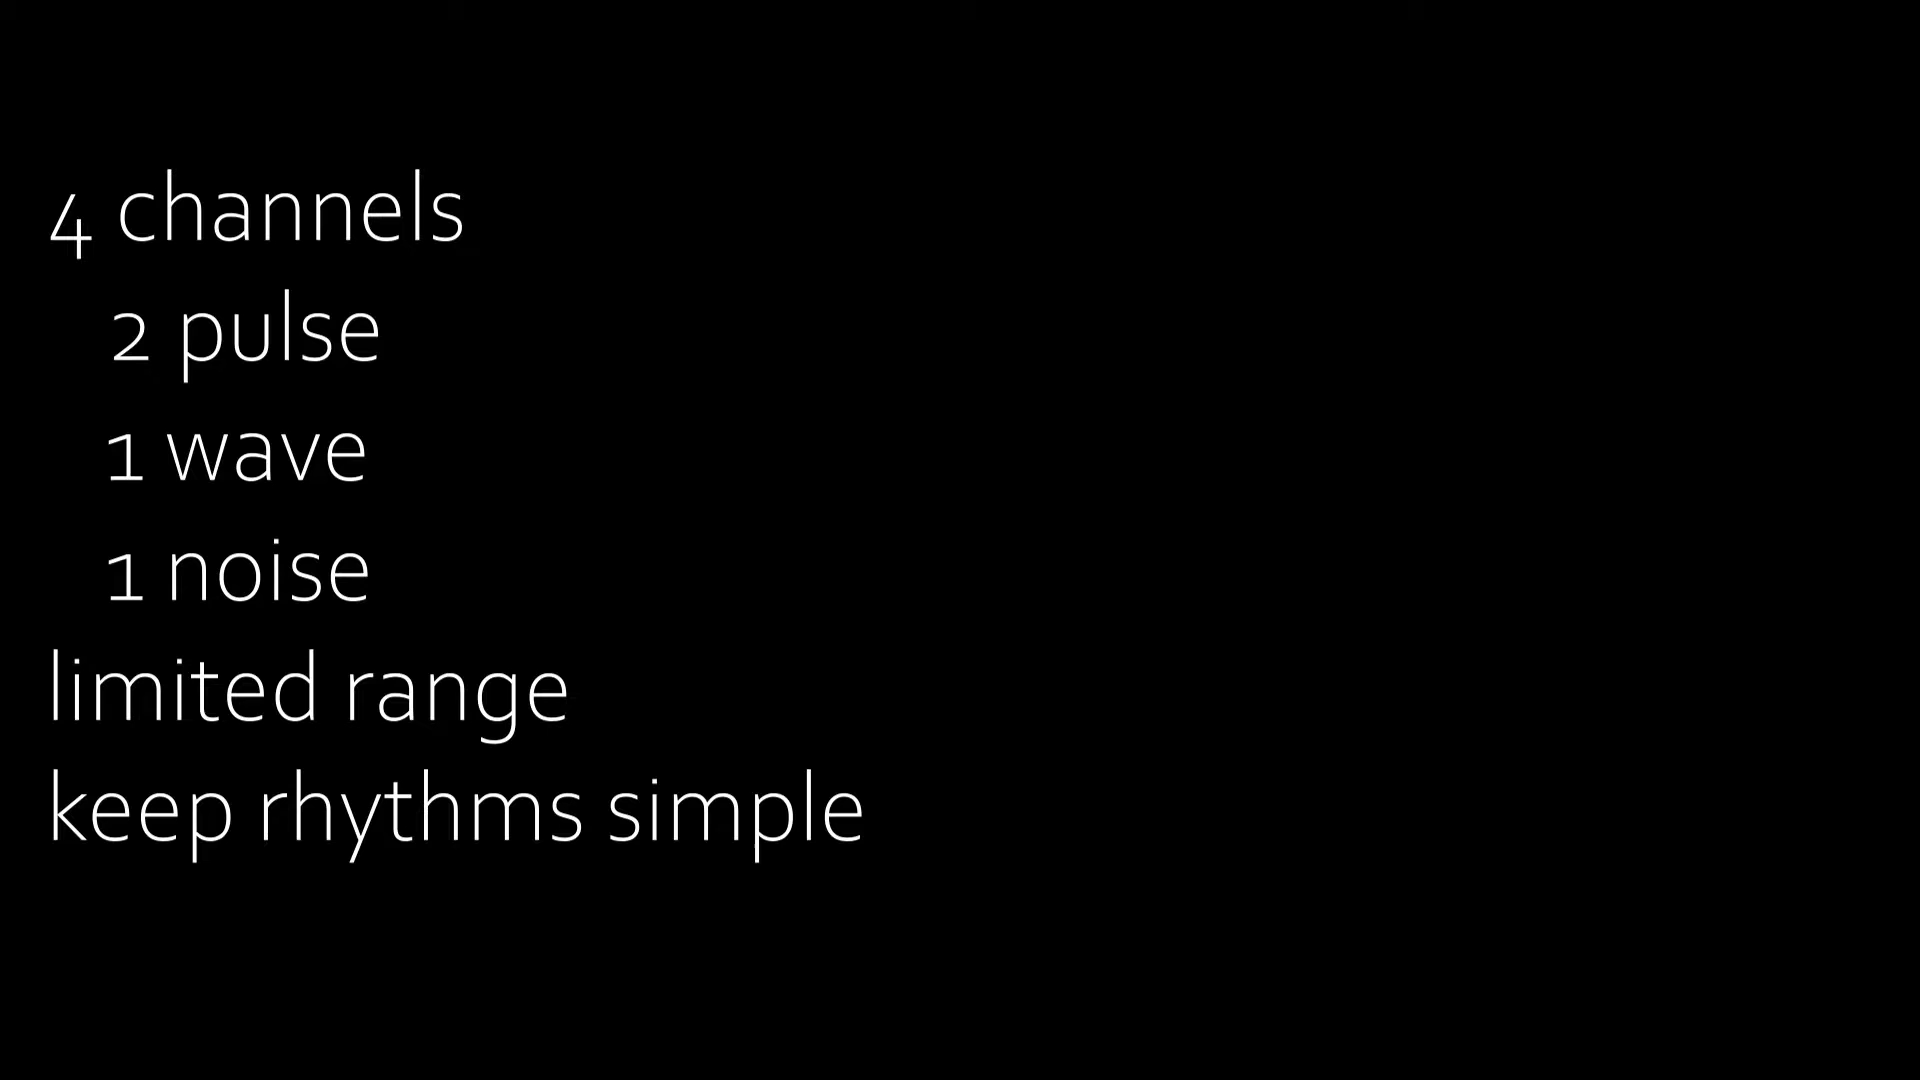 4 channels
2 pulse
1 wave
1 noise
limited range
keep rhythms simple